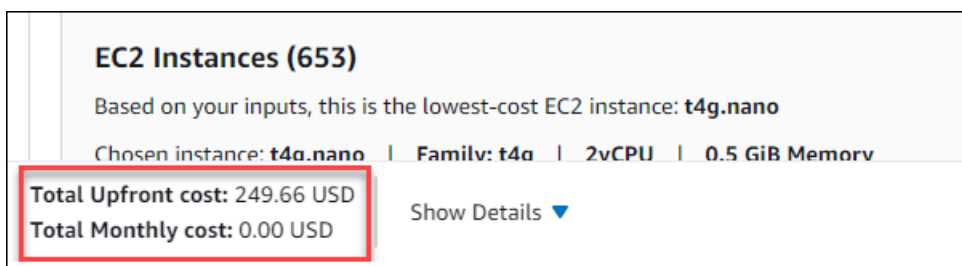 EC2 Instances (653)
Based on your inputs, this is the lowest-cost EC2 instance: t4g.nano
Chosen instance: t4g.nano | Family: t4g | 2vCPU | 0.5 GiB Memory
Total Upfront cost: 249.66 USD
Total Monthly cost: 0.00 USD
Show Details